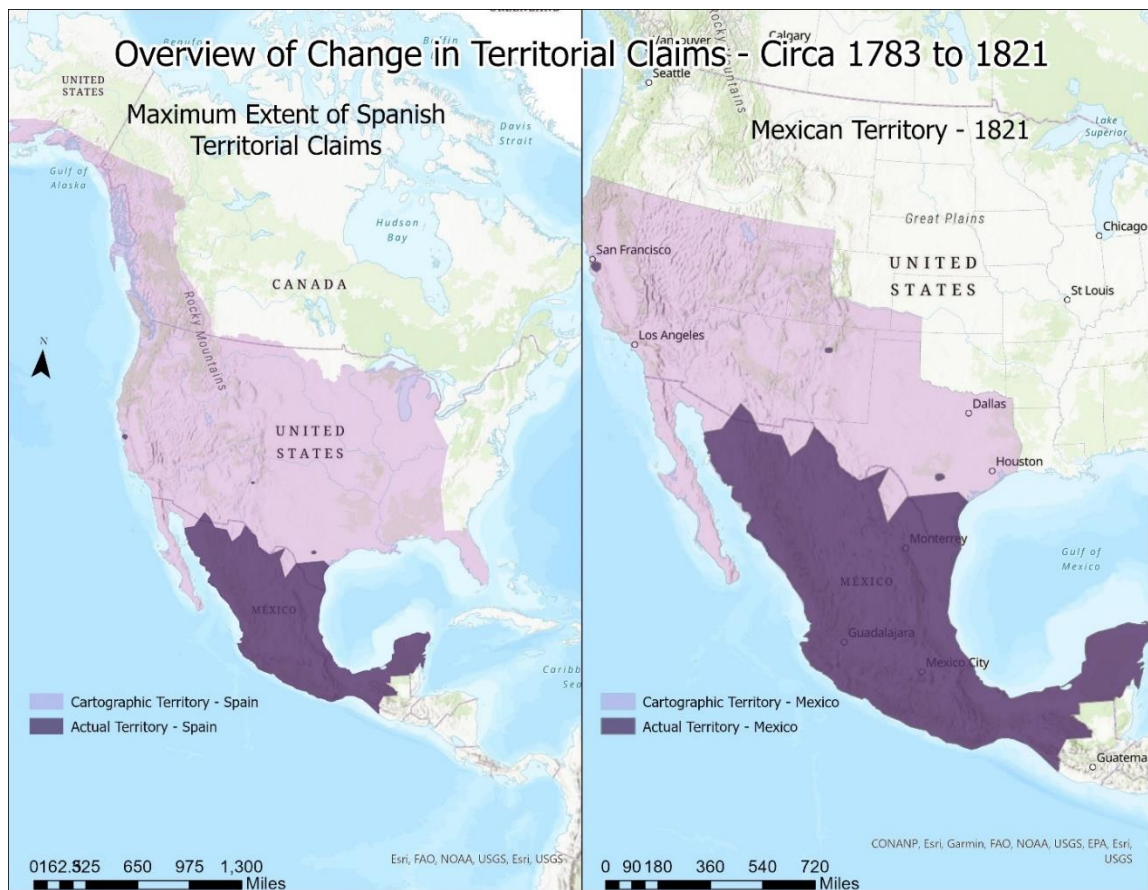 GREENLAND
Overview of Change in Territorial Claims - Circa 1783 to 1821
UNITED
STATES
Maximum Extent of Spanish
Territorial Claims
Davis
Strait
Gulf of
Alaska
Hudson
Bay
CANADA
Rocky Mountains
N
UNITED
STATES
MÉXICO
Cartographic Territory - Spain
Actual Territory - Spain
650
975
1,300
Miles
Esri, FAO, NOAA, USGS, Esri, USGS
Calgary
Seattle
Rocky Mountains
Mexican Territory - 1821
Lake
Superior
Great Plains
Chicago
San Francisco
UNITED
STATES
St Louis
Los Angeles
Dallas
Houston
Monterrey
Gulf of
Mexico
MÉXICO
Guadalajara
Mexico City
Cartographic Territory - Mexico
Actual Territory - Mexico
Guatema
CONANP, Esri, Garmin, FAO, NOAA, USGS, EPA, Esri,
USGS
0 90 180 360 540 720
Miles